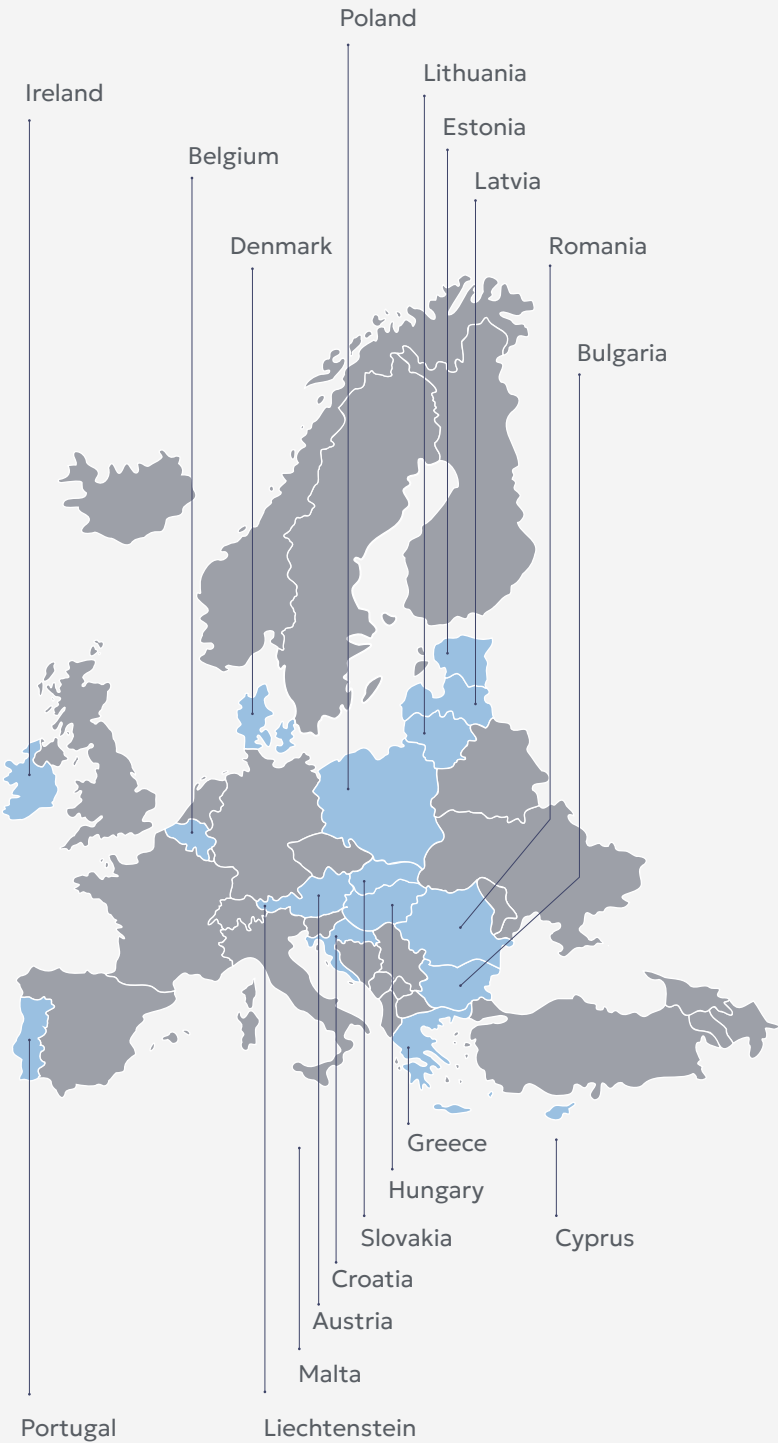 Poland
Lithuania
Ireland
Estonia
Belgium
Latvia
Denmark
Romania
Bulgaria
Greece
Hungary
Slovakia
Cyprus
Croatia
Austria
Malta
Portugal
Liechtenstein